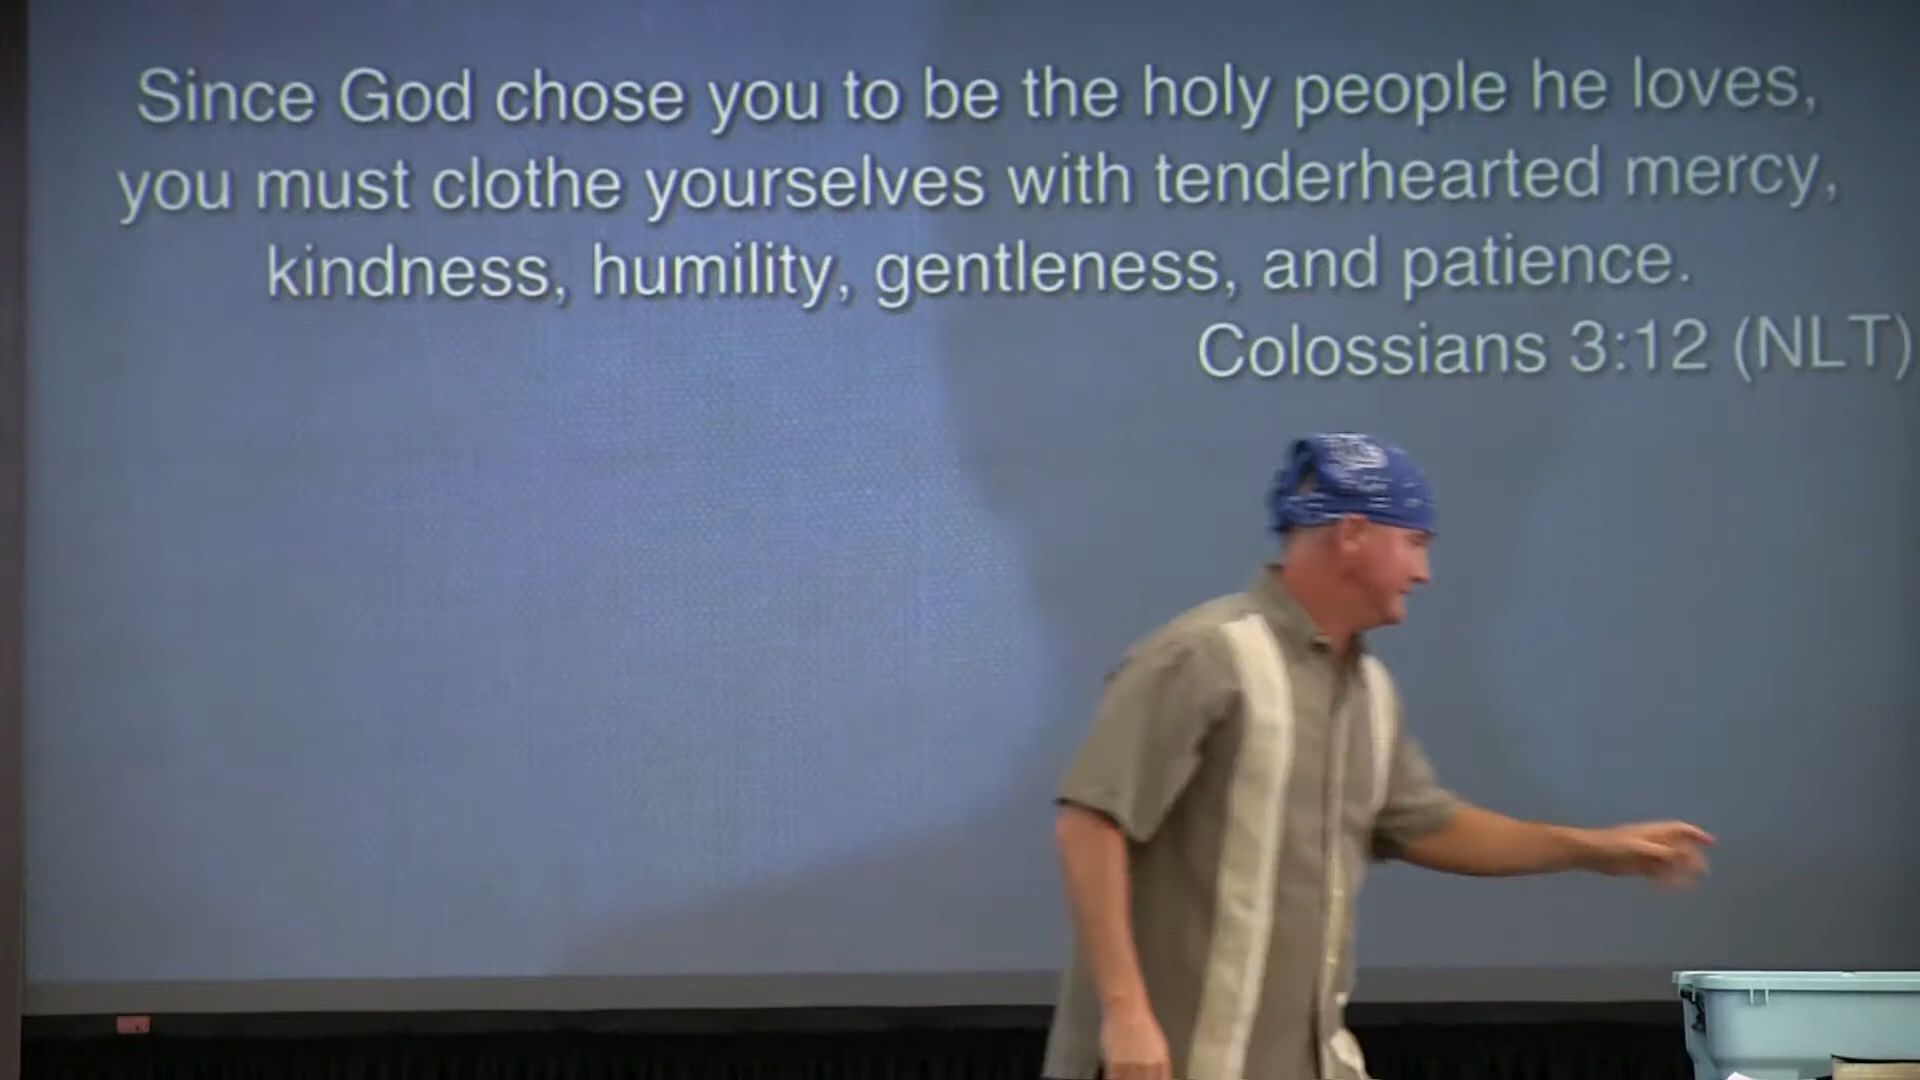 Since God chose you to be the holy people he loves,
you must clothe yourselves with tenderhearted mercy,
kindness, humility, gentleness, and patience.
Colossians 3:12 (NLT)